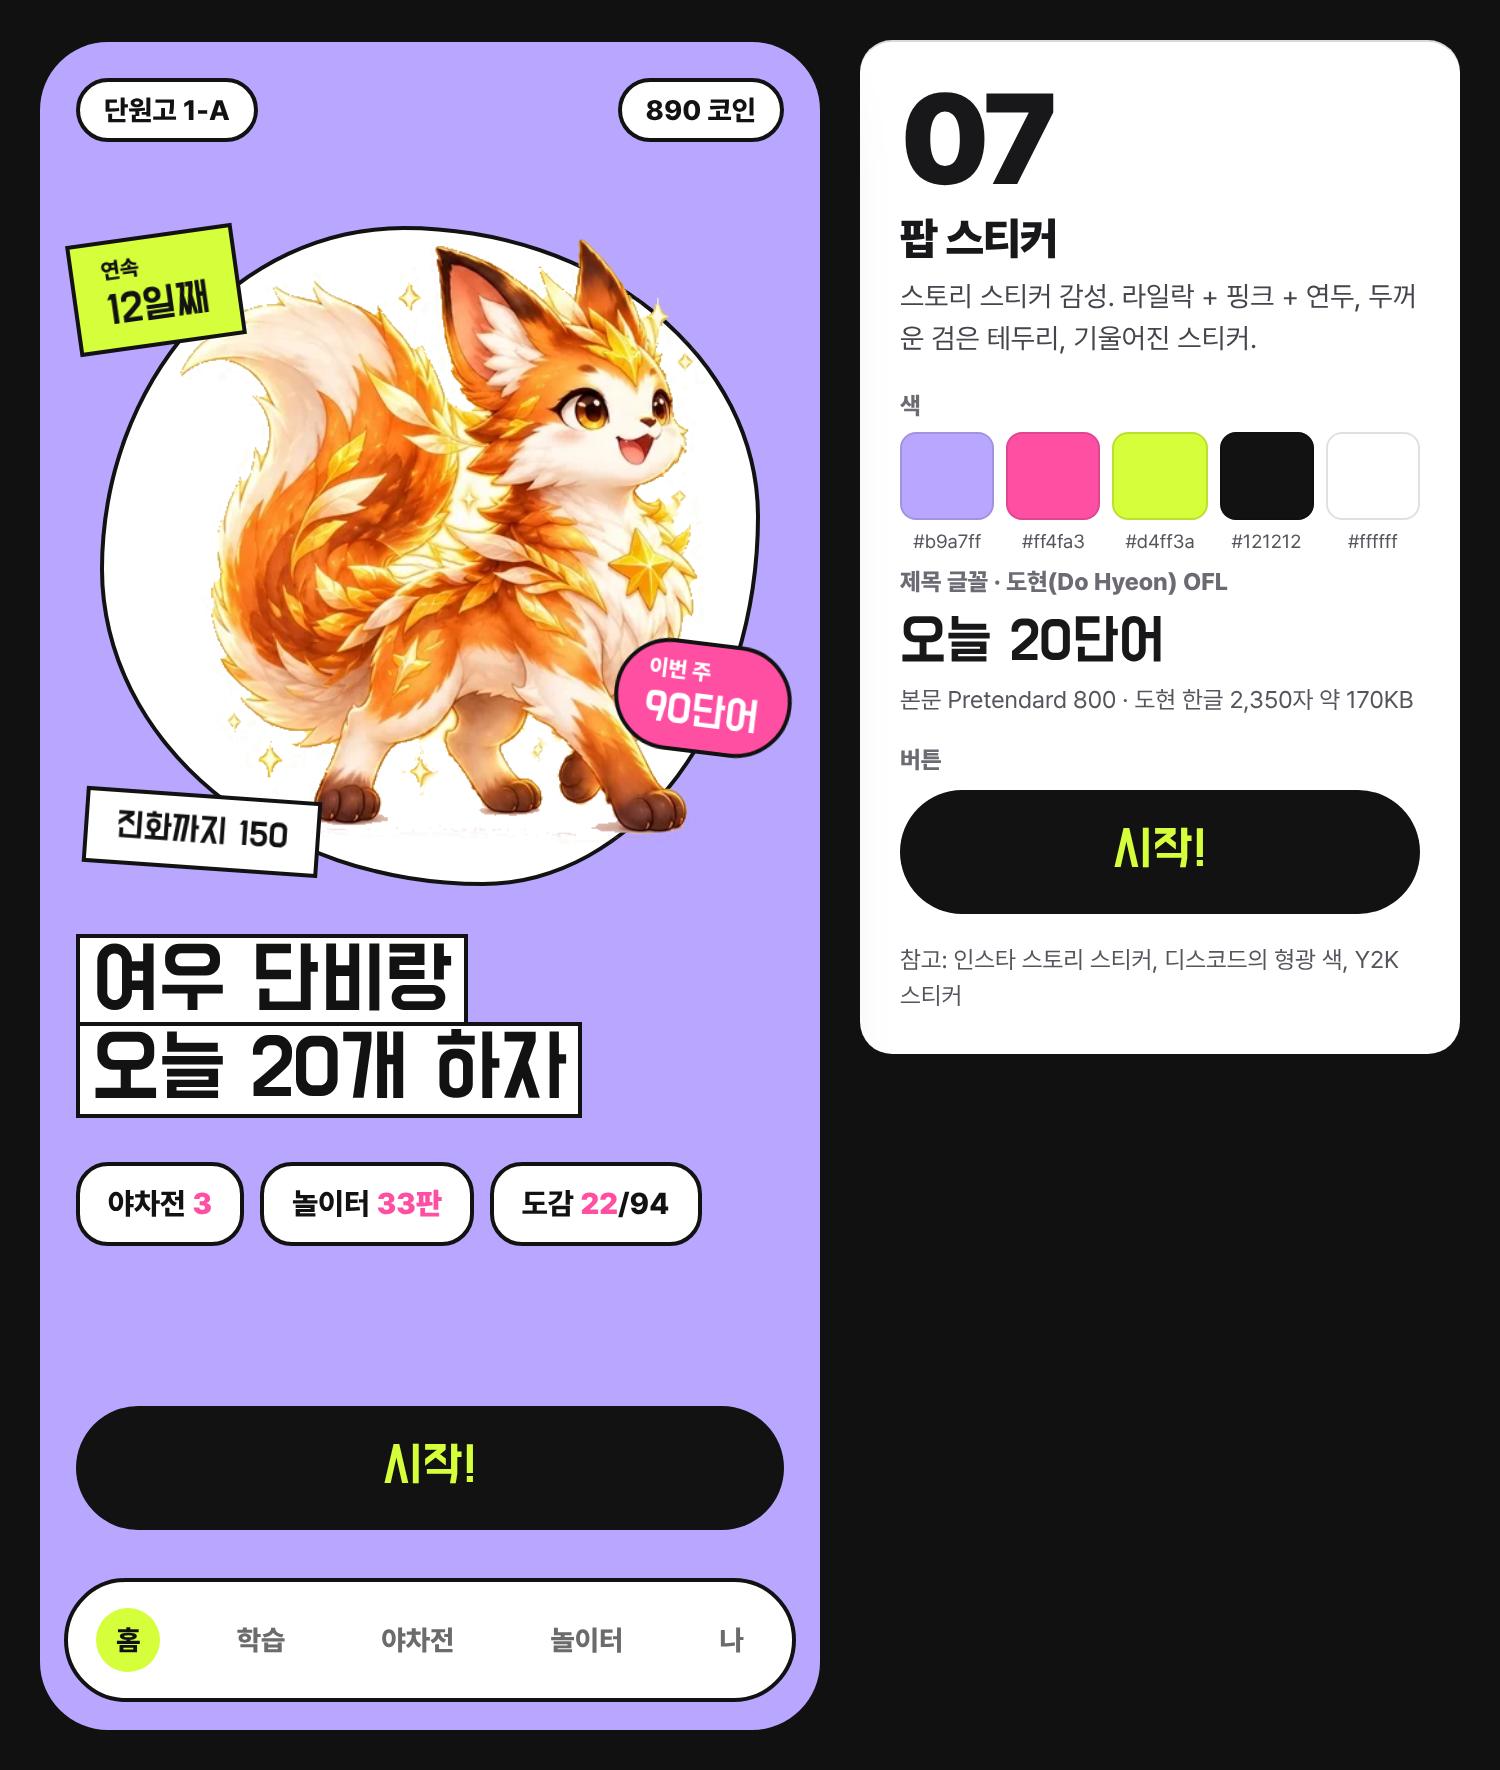 단원고 1-A
890 코인
연속
12일째
이번 주
90단어
진화까지 150
여우 단비랑
오늘 20개 하자
야차전 3
놀이터 33판
도감 22/94
시작!
홈
학습
야차전
놀이터
나
07
팝 스티커
스토리 스티커 감성. 라일락 + 핑크 + 연두, 두꺼
운 검은 테두리, 기울어진 스티커.
색
#b9a7ff
#ff4fa3
#d4ff3a
#121212
#ffffff
제목 글꼴 · 도현(Do Hyeon) OFL
오늘 20단어
본문 Pretendard 800 · 도현 한글 2,350자 약 170KB
버튼
시작!
참고: 인스타 스토리 스티커, 디스코드의 형광 색, Y2K
스티커